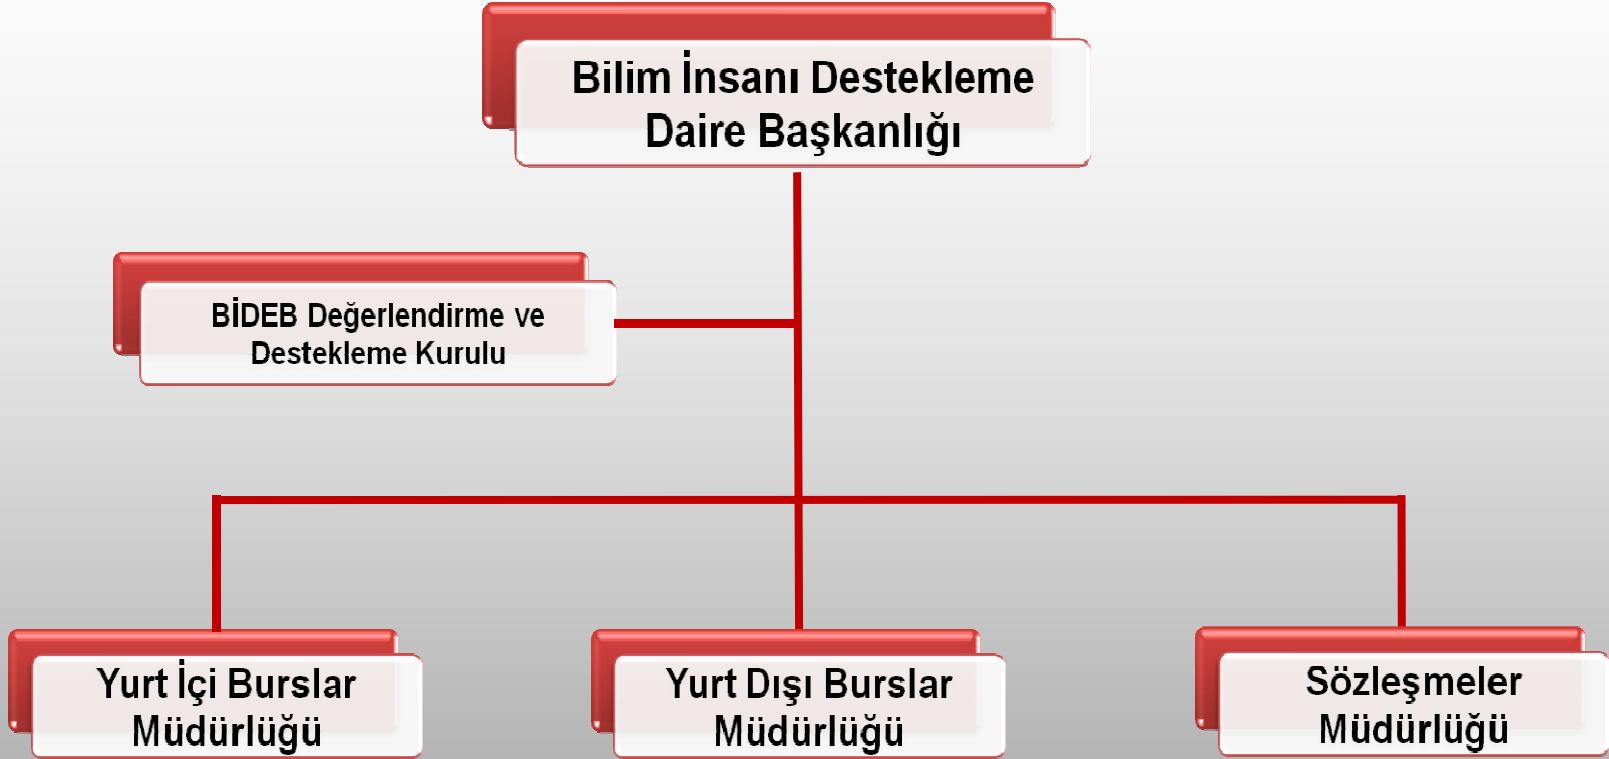 Bilim İnsanı Destekleme
Daire Başkanlığı
BİDEB Değerlendirme ve
Destekleme Kurulu
Yurt İçi Burslar
Müdürlüğü
Yurt Dışı Burslar
Müdürlüğü
Sözleşmeler
Müdürlüğü